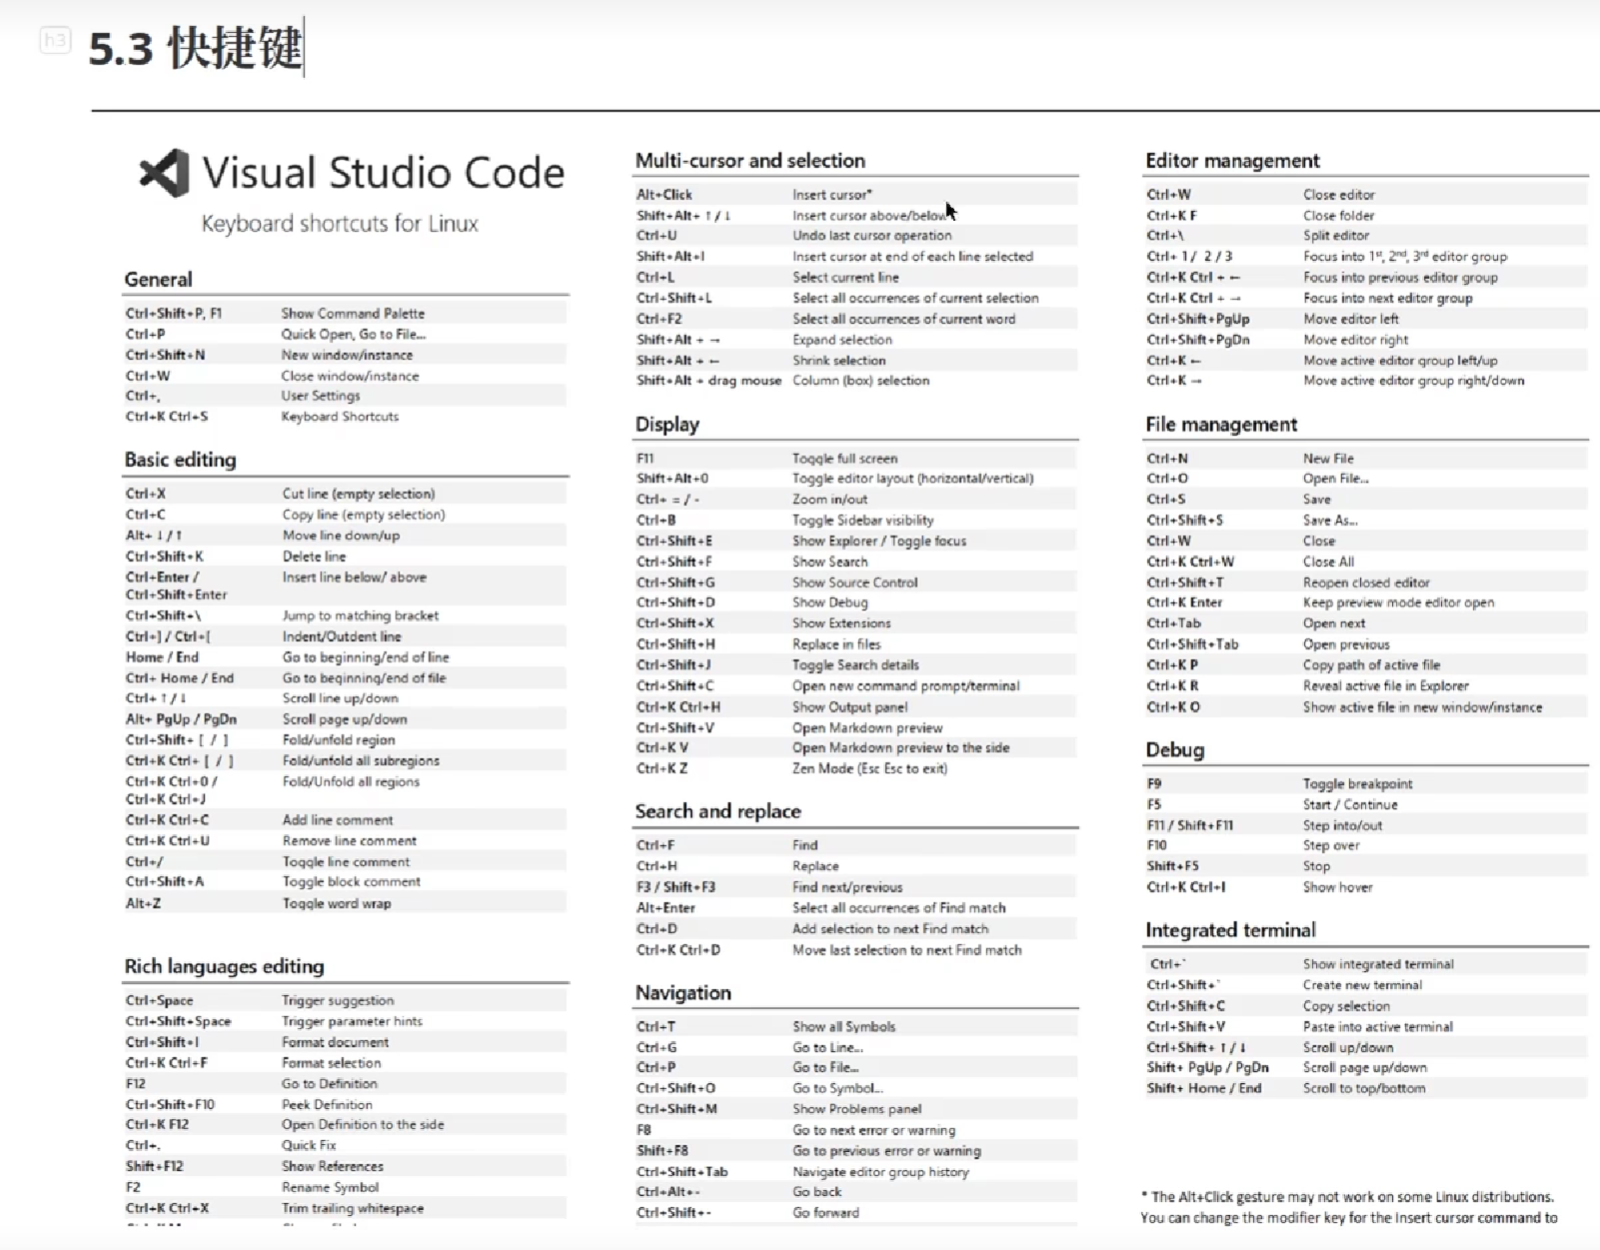 h3
5.3 快捷键
Visual Studio Code
Keyboard shortcuts for Linux
General
Ctrl+Shift+P, F1 Show Command Palette
Ctrl+P Quick Open, Go to File...
Ctrl+Shift+N New window/instance
Ctrl+W Close window/instance
Ctrl+, User Settings
Ctrl+K Ctrl+S Keyboard Shortcuts
Basic editing
Ctrl+X Cut line (empty selection)
Ctrl+C Copy line (empty selection)
Alt+ ↓ / ↑ Move line down/up
Ctrl+Shift+K Delete line
Ctrl+Enter / Insert line below/ above
Ctrl+Shift+Enter
Ctrl+Shift+\ Jump to matching bracket
Ctrl+] / Ctrl+[ Indent/Outdent line
Home / End Go to beginning/end of line
Ctrl+ Home / End Go to beginning/end of file
Ctrl+ ↑ / ↓ Scroll line up/down
Alt+ PgUp / PgDn Scroll page up/down
Ctrl+Shift+ [ / ] Fold/unfold region
Ctrl+K Ctrl+ [ / ] Fold/unfold all subregions
Ctrl+K Ctrl+0 / Fold/Unfold all regions
Ctrl+K Ctrl+J
Ctrl+K Ctrl+C Add line comment
Ctrl+K Ctrl+U Remove line comment
Ctrl+/ Toggle line comment
Ctrl+Shift+A Toggle block comment
Alt+Z Toggle word wrap
Rich languages editing
Ctrl+Space Trigger suggestion
Ctrl+Shift+Space Trigger parameter hints
Ctrl+Shift+I Format document
Ctrl+K Ctrl+F Format selection
F12 Go to Definition
Ctrl+Shift+F10 Peek Definition
Ctrl+K F12 Open Definition to the side
Ctrl+. Quick Fix
Shift+F12 Show References
F2 Rename Symbol
Ctrl+K Ctrl+X Trim trailing whitespace
Multi-cursor and selection
Alt+Click Insert cursor*
Shift+Alt+ ↑ / ↓ Insert cursor above/below
Ctrl+U Undo last cursor operation
Shift+Alt+I Insert cursor at end of each line selected
Ctrl+L Select current line
Ctrl+Shift+L Select all occurrences of current selection
Ctrl+F2 Select all occurrences of current word
Shift+Alt + → Expand selection
Shift+Alt + ← Shrink selection
Shift+Alt + drag mouse Column (box) selection
Display
F11 Toggle full screen
Shift+Alt+0 Toggle editor layout (horizontal/vertical)
Ctrl+ = / - Zoom in/out
Ctrl+B Toggle Sidebar visibility
Ctrl+Shift+E Show Explorer / Toggle focus
Ctrl+Shift+F Show Search
Ctrl+Shift+G Show Source Control
Ctrl+Shift+D Show Debug
Ctrl+Shift+X Show Extensions
Ctrl+Shift+H Replace in files
Ctrl+Shift+J Toggle Search details
Ctrl+Shift+C Open new command prompt/terminal
Ctrl+K Ctrl+H Show Output panel
Ctrl+Shift+V Open Markdown preview
Ctrl+K V Open Markdown preview to the side
Ctrl+K Z Zen Mode (Esc Esc to exit)
Search and replace
Ctrl+F Find
Ctrl+H Replace
F3 / Shift+F3 Find next/previous
Alt+Enter Select all occurrences of Find match
Ctrl+D Add selection to next Find match
Ctrl+K Ctrl+D Move last selection to next Find match
Navigation
Ctrl+T Show all Symbols
Ctrl+G Go to Line...
Ctrl+P Go to File...
Ctrl+Shift+O Go to Symbol...
Ctrl+Shift+M Show Problems panel
F8 Go to next error or warning
Shift+F8 Go to previous error or warning
Ctrl+Shift+Tab Navigate editor group history
Ctrl+Alt+- Go back
Ctrl+Shift+- Go forward
Editor management
Ctrl+W Close editor
Ctrl+K F Close folder
Ctrl+\ Split editor
Ctrl+ 1 / 2 / 3 Focus into 1st, 2nd, 3rd editor group
Ctrl+K Ctrl + ← Focus into previous editor group
Ctrl+K Ctrl + → Focus into next editor group
Ctrl+Shift+PgUp Move editor left
Ctrl+Shift+PgDn Move editor right
Ctrl+K ← Move active editor group left/up
Ctrl+K → Move active editor group right/down
File management
Ctrl+N New File
Ctrl+O Open File...
Ctrl+S Save
Ctrl+Shift+S Save As...
Ctrl+W Close
Ctrl+K Ctrl+W Close All
Ctrl+Shift+T Reopen closed editor
Ctrl+K Enter Keep preview mode editor open
Ctrl+Tab Open next
Ctrl+Shift+Tab Open previous
Ctrl+K P Copy path of active file
Ctrl+K R Reveal active file in Explorer
Ctrl+K O Show active file in new window/instance
Debug
F9 Toggle breakpoint
F5 Start / Continue
F11 / Shift+F11 Step into/out
F10 Step over
Shift+F5 Stop
Ctrl+K Ctrl+I Show hover
Integrated terminal
Ctrl+` Show integrated terminal
Ctrl+Shift+` Create new terminal
Ctrl+Shift+C Copy selection
Ctrl+Shift+V Paste into active terminal
Ctrl+Shift+ ↑ / ↓ Scroll up/down
Shift+ PgUp / PgDn Scroll page up/down
Shift+ Home / End Scroll to top/bottom
* The Alt+Click gesture may not work on some Linux distributions.
You can change the modifier key for the Insert cursor command to